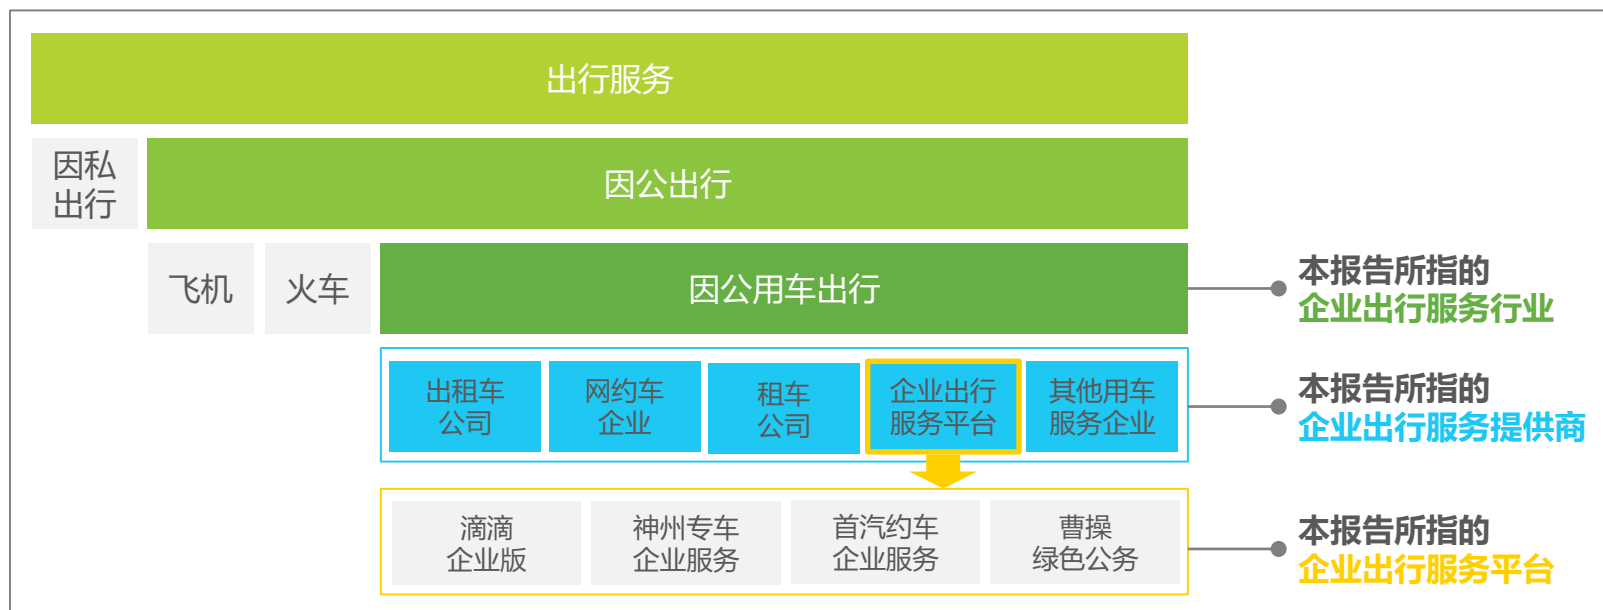 出行服务
因私
出行
因公出行
飞机
火车
因公用车出行
本报告所指的
企业出行服务行业
出租车
公司
网约车
企业
租车
公司
企业出行
服务平台
其他用车
服务企业
本报告所指的
企业出行服务提供商
滴滴
企业版
神州专车
企业服务
首汽约车
企业服务
曹操
绿色公务
本报告所指的
企业出行服务平台